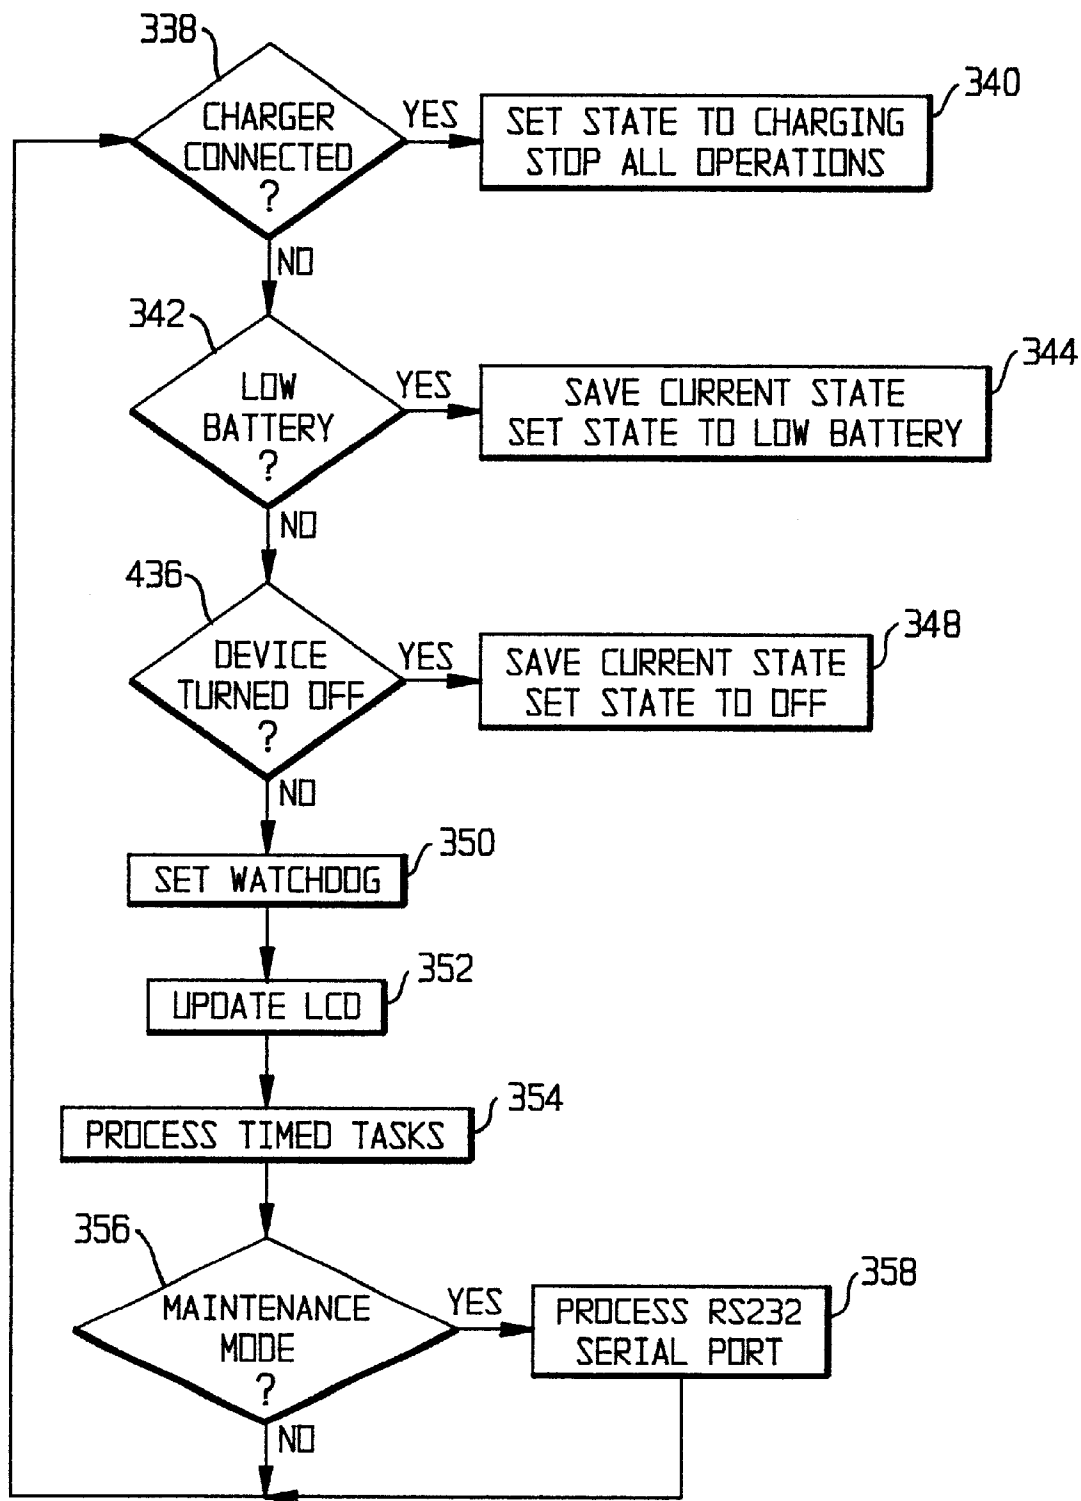 338
CHARGER
CONNECTED
?
YES
340
SET STATE TO CHARGING
STOP ALL OPERATIONS
NO
342
LOW
BATTERY
?
YES
344
SAVE CURRENT STATE
SET STATE TO LOW BATTERY
NO
436
DEVICE
TURNED OFF
?
YES
348
SAVE CURRENT STATE
SET STATE TO OFF
NO
350
SET WATCHDOG
352
UPDATE LCD
354
PROCESS TIMED TASKS
356
MAINTENANCE
MODE
?
YES
358
PROCESS RS232
SERIAL PORT
NO